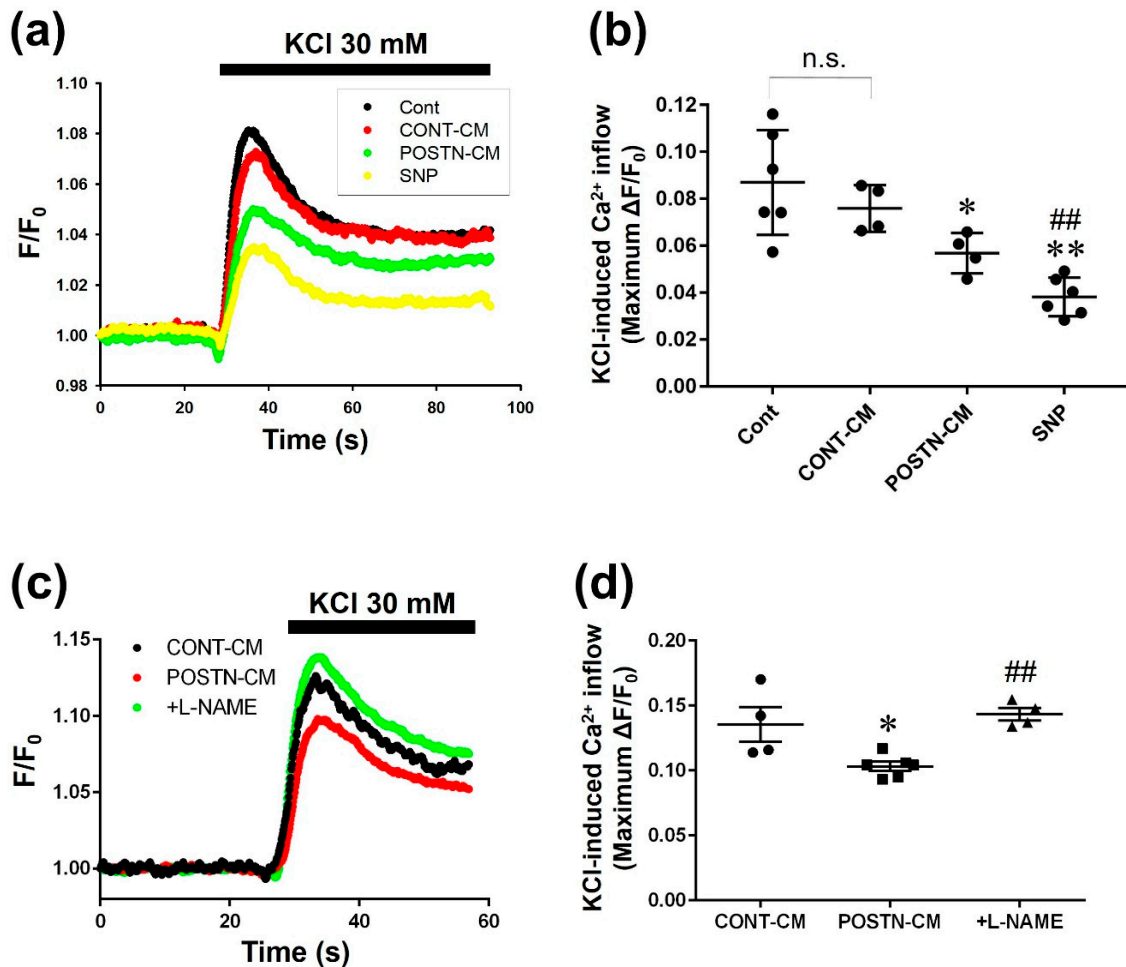 (a)
KCl 30 mM
1.10
1.08
1.06
1.04
1.02
1.00
0.98
F/F₀
Cont
CONT-CM
POSTN-CM
SNP
0 20 40 60 80 100
Time (s)
(b)
n.s.
KCl-induced Ca²⁺ inflow
(Maximum ΔF/F₀)
0.12
0.10
0.08
0.06
0.04
0.02
0.00
*
##
**
Cont CONT-CM POSTN-CM SNP
(c)
KCl 30 mM
CONT-CM
POSTN-CM
+L-NAME
1.15
1.10
1.05
1.00
F/F₀
0 20 40 60
Time (s)
(d)
KCl-induced Ca²⁺ inflow
(Maximum ΔF/F₀)
0.20
0.15
0.10
0.05
0.00
*
##
CONT-CM POSTN-CM +L-NAME